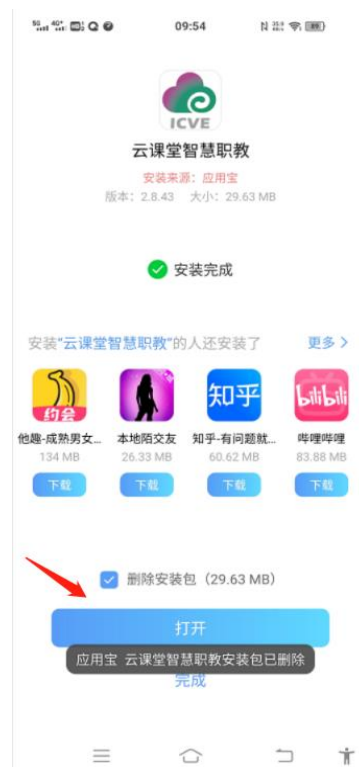 5G 4G+ HD 09:54
ICVE
云课堂智慧职教
安装来源：应用宝
版本：2.8.43 大小：29.63 MB
安装完成
安装“云课堂智慧职教”的人还安装了 更多
约会 知乎 bilibili
他趣-成熟男女... 本地陌交友 知乎-有问题就... 哔哩哔哩
134 MB 26.33 MB 60.62 MB 83.88 MB
下载 下载 下载 下载
删除安装包（29.63 MB）
打开
应用宝 云课堂智慧职教安装包已删除
完成